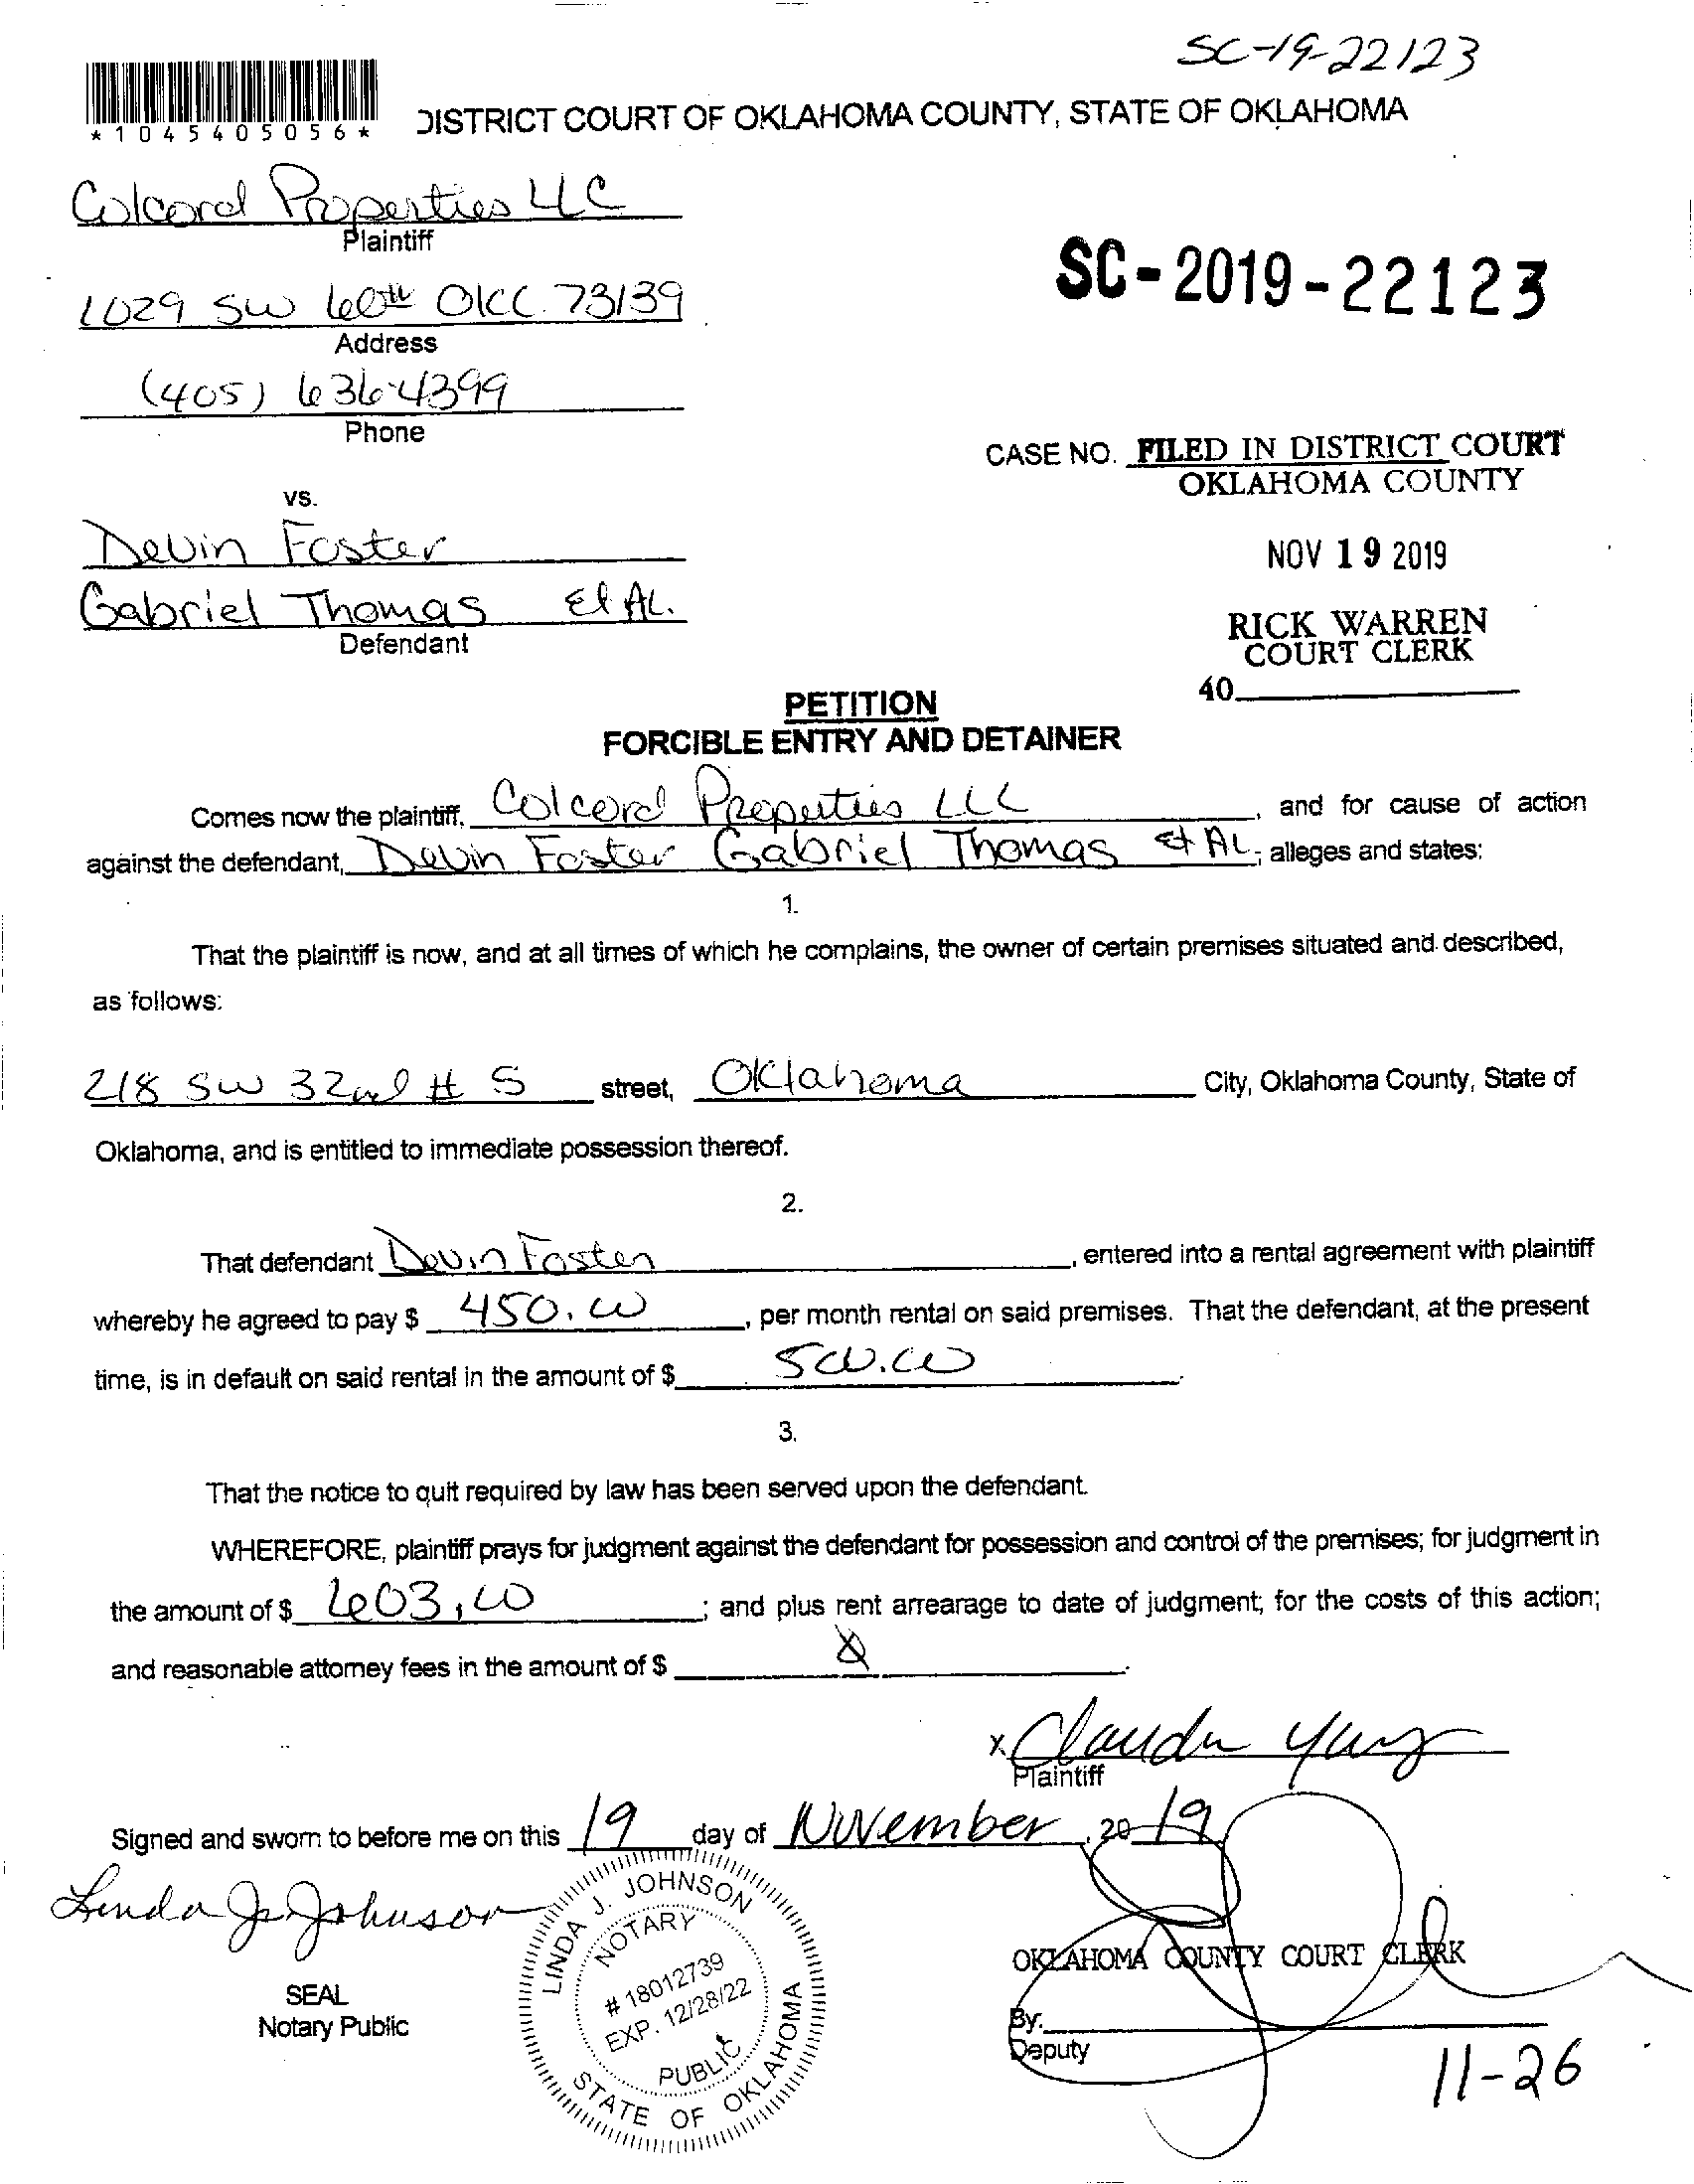 SC-19-22123
*1045405056*
DISTRICT COURT OF OKLAHOMA COUNTY, STATE OF OKLAHOMA
Colcord Properties LLC
Plaintiff
SC-2019-22123
1029 SW 60th OKC. 73139
Address
(405) 636-4399
Phone
CASE NO. FILED IN DISTRICT COURT
OKLAHOMA COUNTY
vs.
Devin Foster
NOV 19 2019
Gabriel Thomas Et AL.
Defendant
RICK WARREN
COURT CLERK
40
PETITION
FORCIBLE ENTRY AND DETAINER
Comes now the plaintiff, Colcord Properties LLC, and for cause of action
against the defendant, Devin Foster Gabriel Thomas Et AL; alleges and states:
1.
That the plaintiff is now, and at all times of which he complains, the owner of certain premises situated and described,
as follows:
218 SW 32nd # 5 street, Oklahoma City, Oklahoma County, State of
Oklahoma, and is entitled to immediate possession thereof.
2.
That defendant Devin Foster, entered into a rental agreement with plaintiff
whereby he agreed to pay $ 450.00, per month rental on said premises. That the defendant, at the present
time, is in default on said rental in the amount of $ 500.00
3.
That the notice to quit required by law has been served upon the defendant.
WHEREFORE, plaintiff prays for judgment against the defendant for possession and control of the premises; for judgment in
the amount of $ 603.00; and plus rent arrearage to date of judgment; for the costs of this action;
and reasonable attorney fees in the amount of $
x Claudia
Plaintiff
Signed and sworn to before me on this 19 day of November, 2019
Linda J. Johnson
SEAL
Notary Public
LINDA J. JOHNSON
NOTARY
# 18012739
EXP. 12/28/22
PUBLIC
STATE OF OKLAHOMA
OKLAHOMA COUNTY COURT CLERK
By:
Deputy
11-26